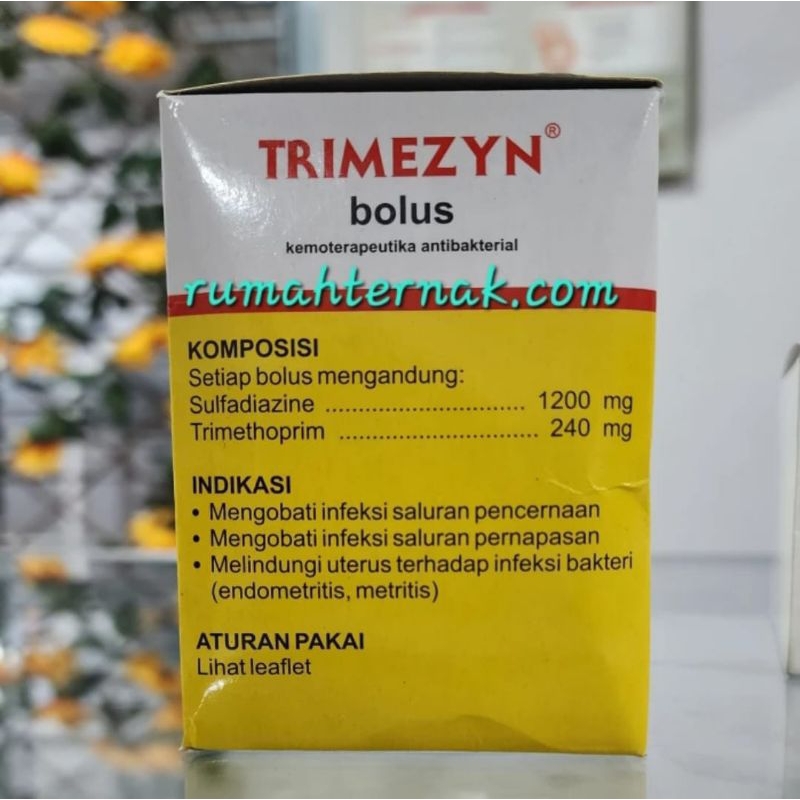 TRIMEZYN®
bolus
kemoterapeutika antibakterial
rumahternak.com
KOMPOSISI
Setiap bolus mengandung:
Sulfadiazine ................................ 1200 mg
Trimethoprim ................................ 240 mg
INDIKASI
• Mengobati infeksi saluran pencernaan
• Mengobati infeksi saluran pernapasan
• Melindungi uterus terhadap infeksi bakteri
(endometritis, metritis)
ATURAN PAKAI
Lihat leaflet